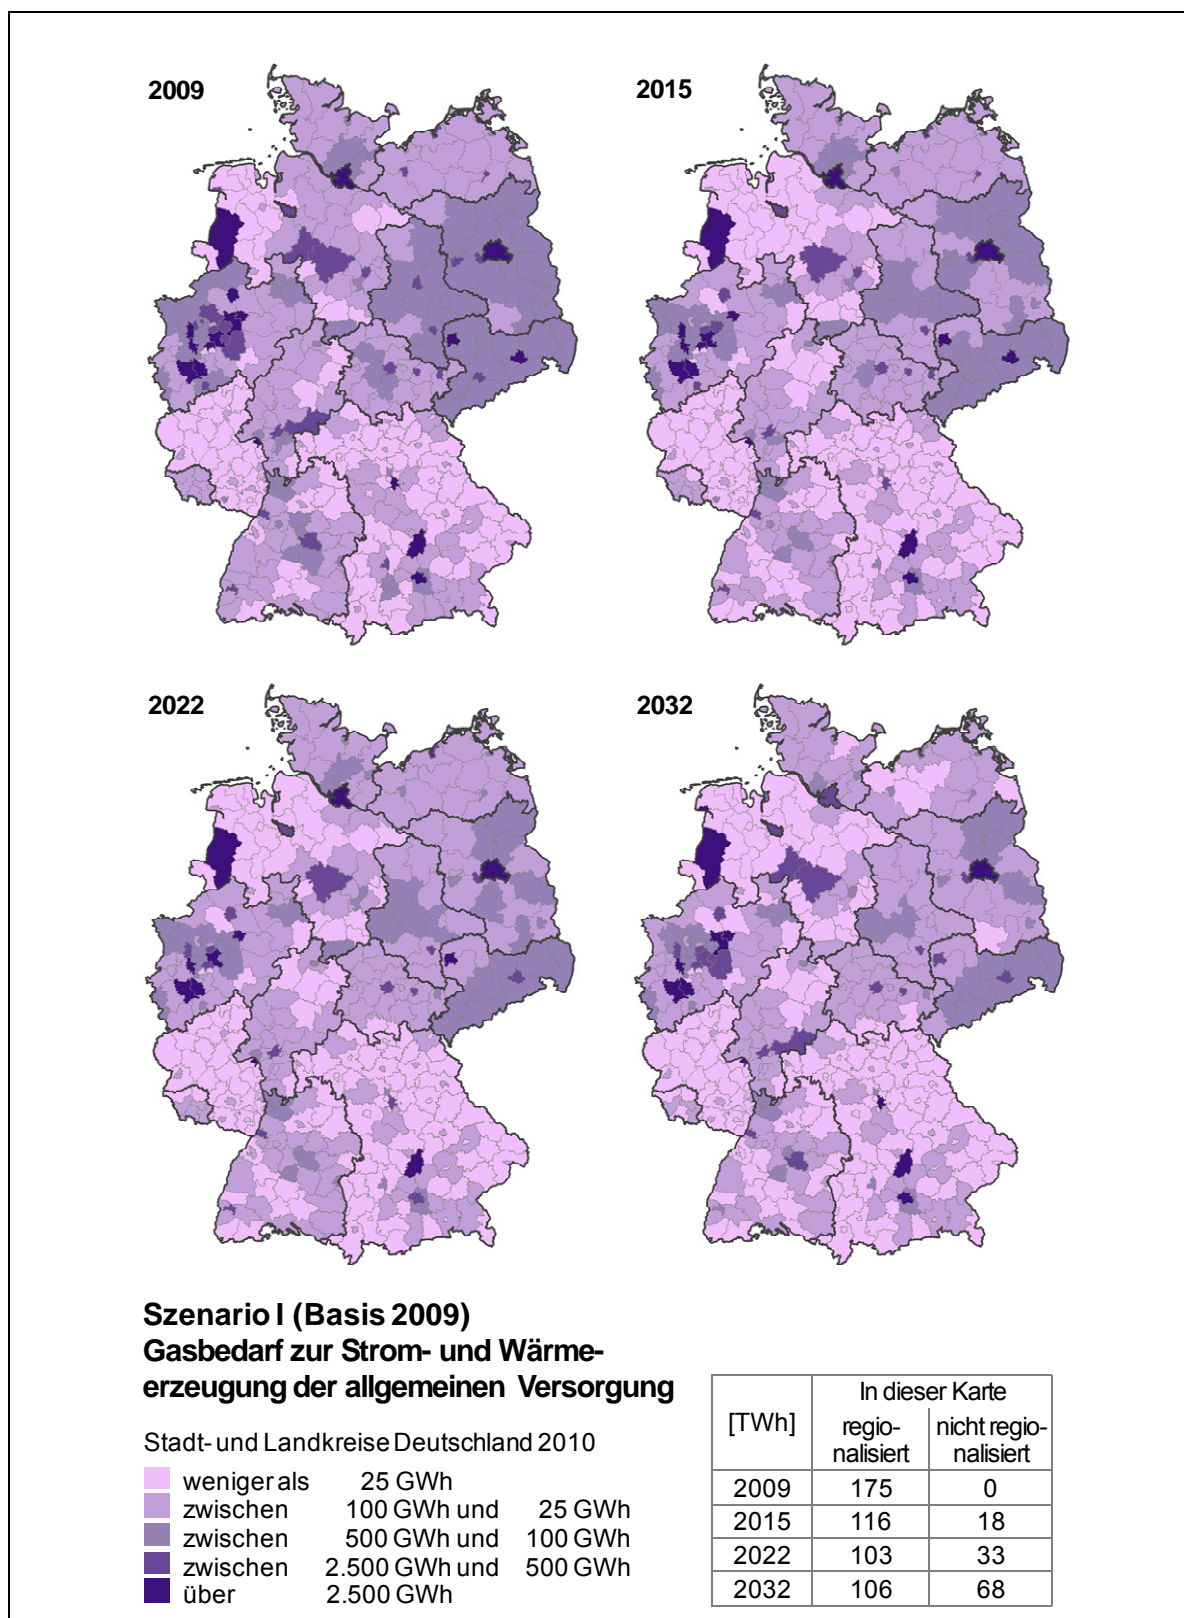 2009
2015
2022
2032
Szenario I (Basis 2009)
Gasbedarf zur Strom- und Wärme-
erzeugung der allgemeinen Versorgung
Stadt- und Landkreise Deutschland 2010
weniger als 25 GWh
zwischen 100 GWh und 25 GWh
zwischen 500 GWh und 100 GWh
zwischen 2.500 GWh und 500 GWh
über 2.500 GWh
In dieser Karte
[TWh] regio- nicht regio-
nalisiert nalisiert
2009 175 0
2015 116 18
2022 103 33
2032 106 68